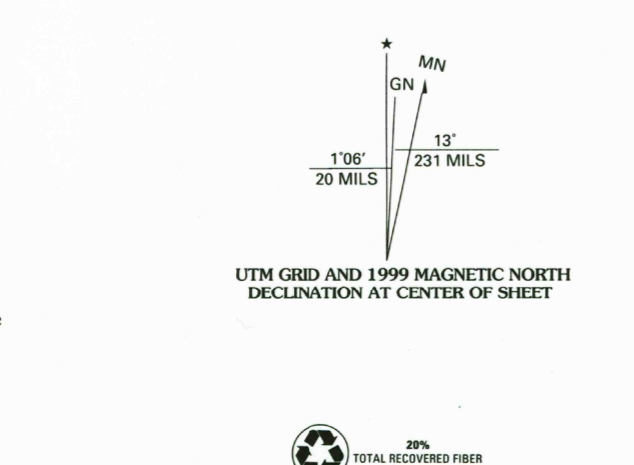 ★
MN
GN
13°
231 MILS
1°06′
20 MILS
UTM GRID AND 1999 MAGNETIC NORTH
DECLINATION AT CENTER OF SHEET
20%
TOTAL RECOVERED FIBER